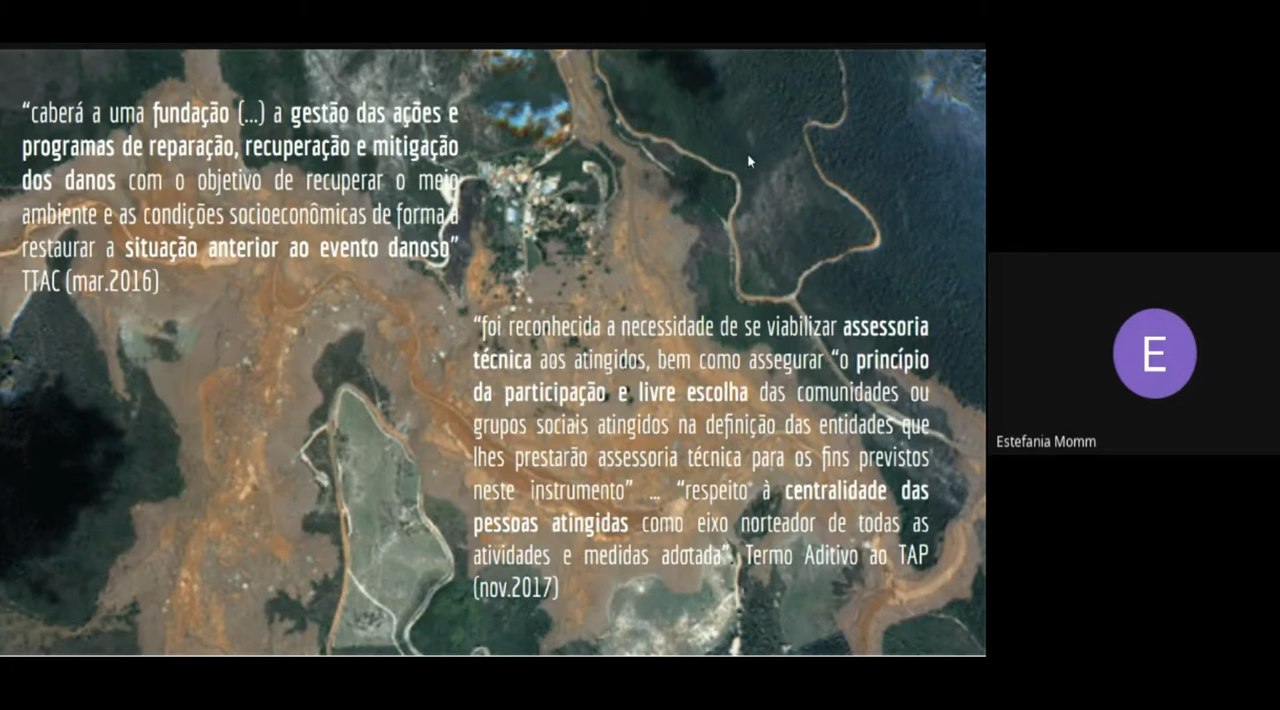 “caberá a uma fundação (...) a gestão das ações e
programas de reparação, recuperação e mitigação
dos danos com o objetivo de recuperar o meio
ambiente e as condições socioeconômicas de forma a
restaurar a situação anterior ao evento danoso”
TTAC (mar.2016)
“foi reconhecida a necessidade de se viabilizar assessoria
técnica aos atingidos, bem como assegurar “o princípio
da participação e livre escolha das comunidades ou
grupos sociais atingidos na definição das entidades que
lhes prestarão assessoria técnica para os fins previstos
neste instrumento” ... “respeito à centralidade das
pessoas atingidas como eixo norteador de todas as
atividades e medidas adotada”. Termo Aditivo ao TAP
(nov.2017)
E
Estefania Momm